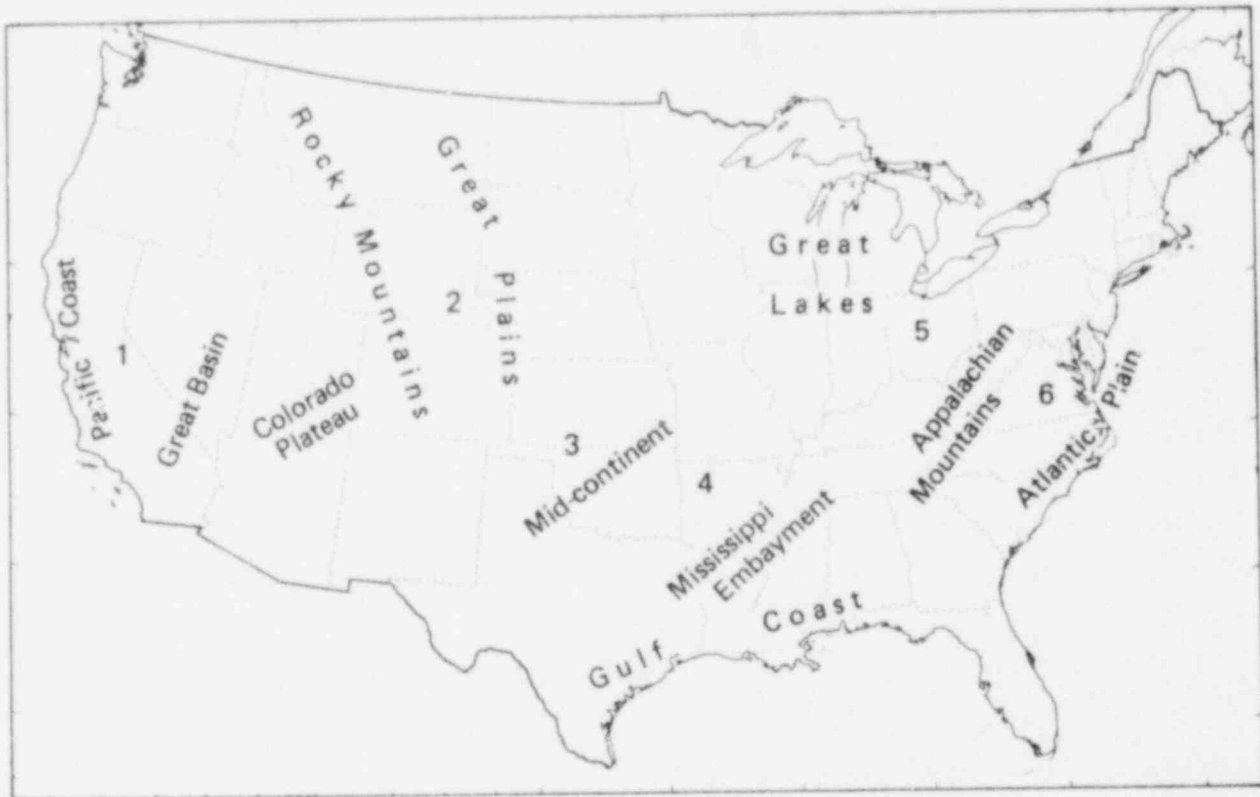 Rocky Mountains
Great Plains
Great
Lakes
Pacific Coast
1
2
5
Great Basin
Colorado
Plateau
Appalachian
Mountains
6
Atlantic Plain
3
Mid-continent
4
Mississippi
Embayment
Gulf Coast